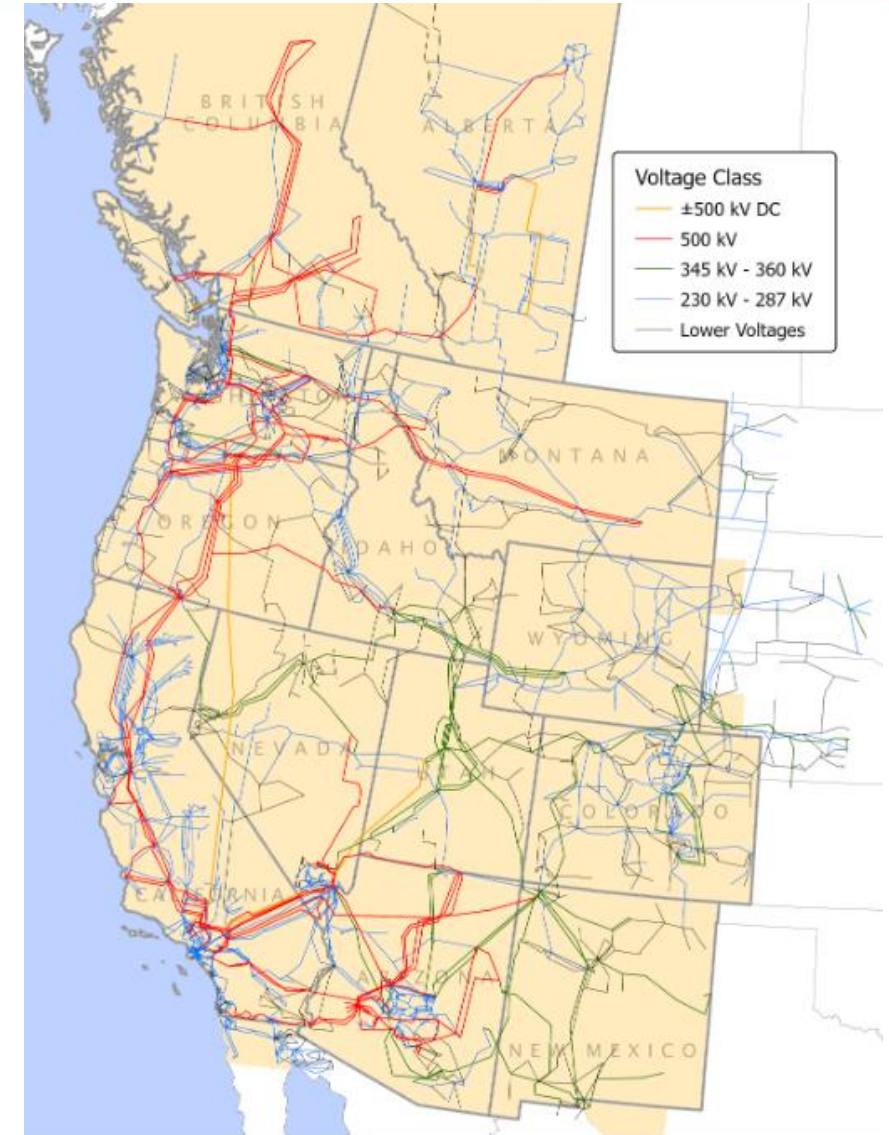 BRITISH
COLUMBIA
ALBERTA
Voltage Class
±500 kV DC
500 kV
345 kV - 360 kV
230 kV - 287 kV
Lower Voltages
WASHINGTON
MONTANA
OREGON
IDAHO
WYOMING
NEVADA
UTAH
COLORADO
CALIFORNIA
ARIZONA
NEW MEXICO